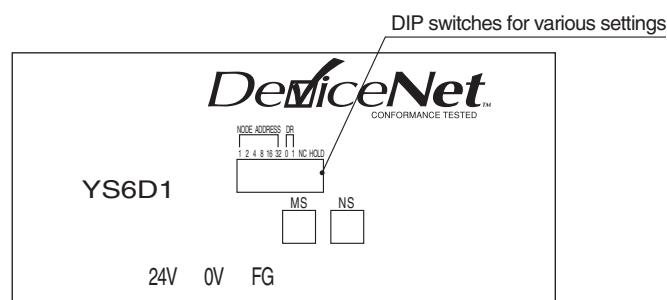 DIP switches for various settings
DeviceNet™
CONFORMANCE TESTED
NODE ADDRESS DR
1 2 4 8 16 32 0 1 NC HOLD
YS6D1
MS NS
24V 0V FG